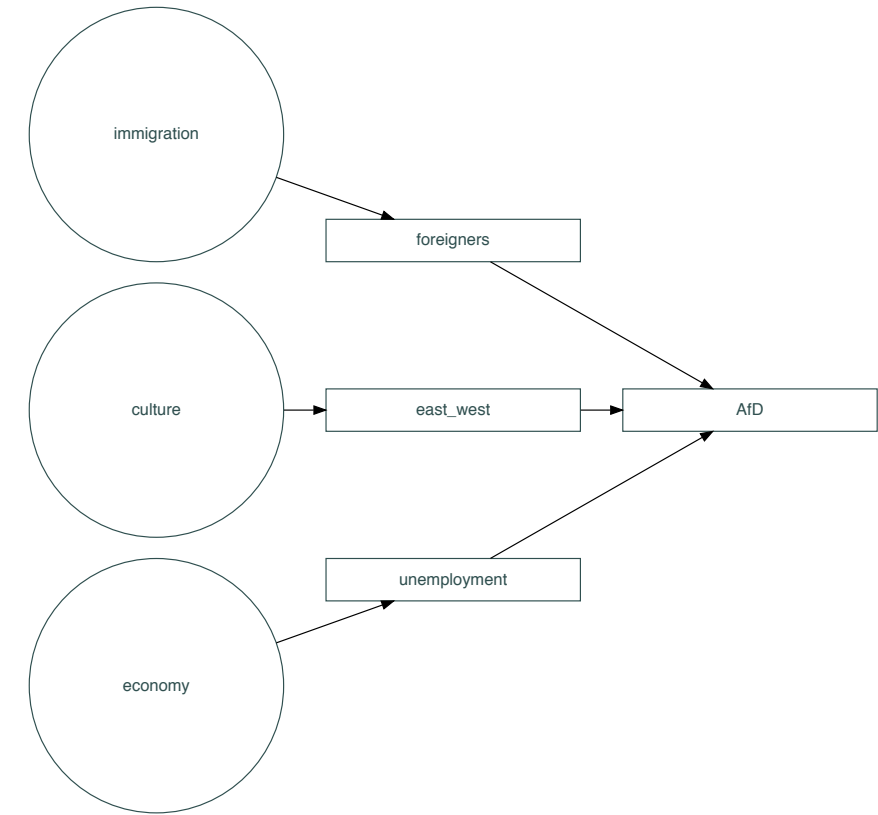 immigration
foreigners
culture
east_west
AfD
unemployment
economy